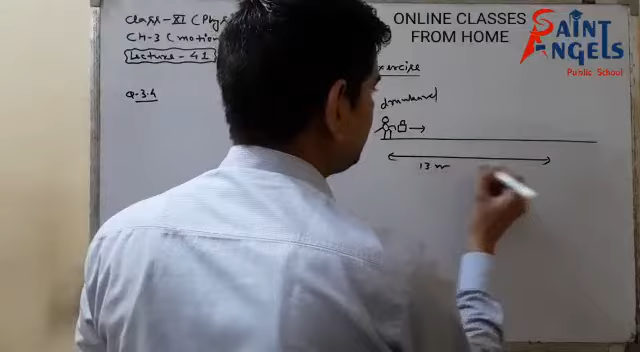 Class-XI (Phy
CH-3 (motion
Lecture - 41
Q-3.4
ONLINE CLASSES
FROM HOME
SAINT
ANGELS
Public School
Exercise
13 m